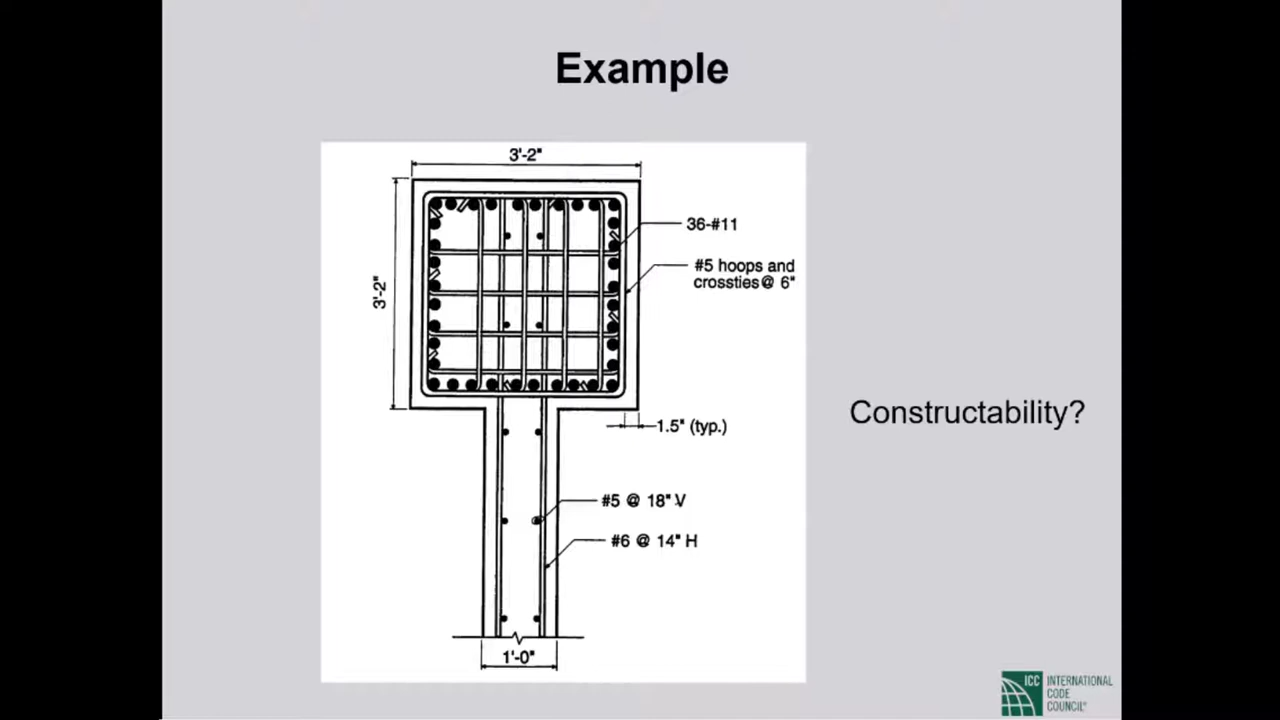 Example
3'-2"
3'-2"
36-#11
#5 hoops and
crossties@ 6"
Constructability?
1.5" (typ.)
#5 @ 18" V
#6 @ 14" H
1'-0"
ICC INTERNATIONAL
CODE
COUNCIL®